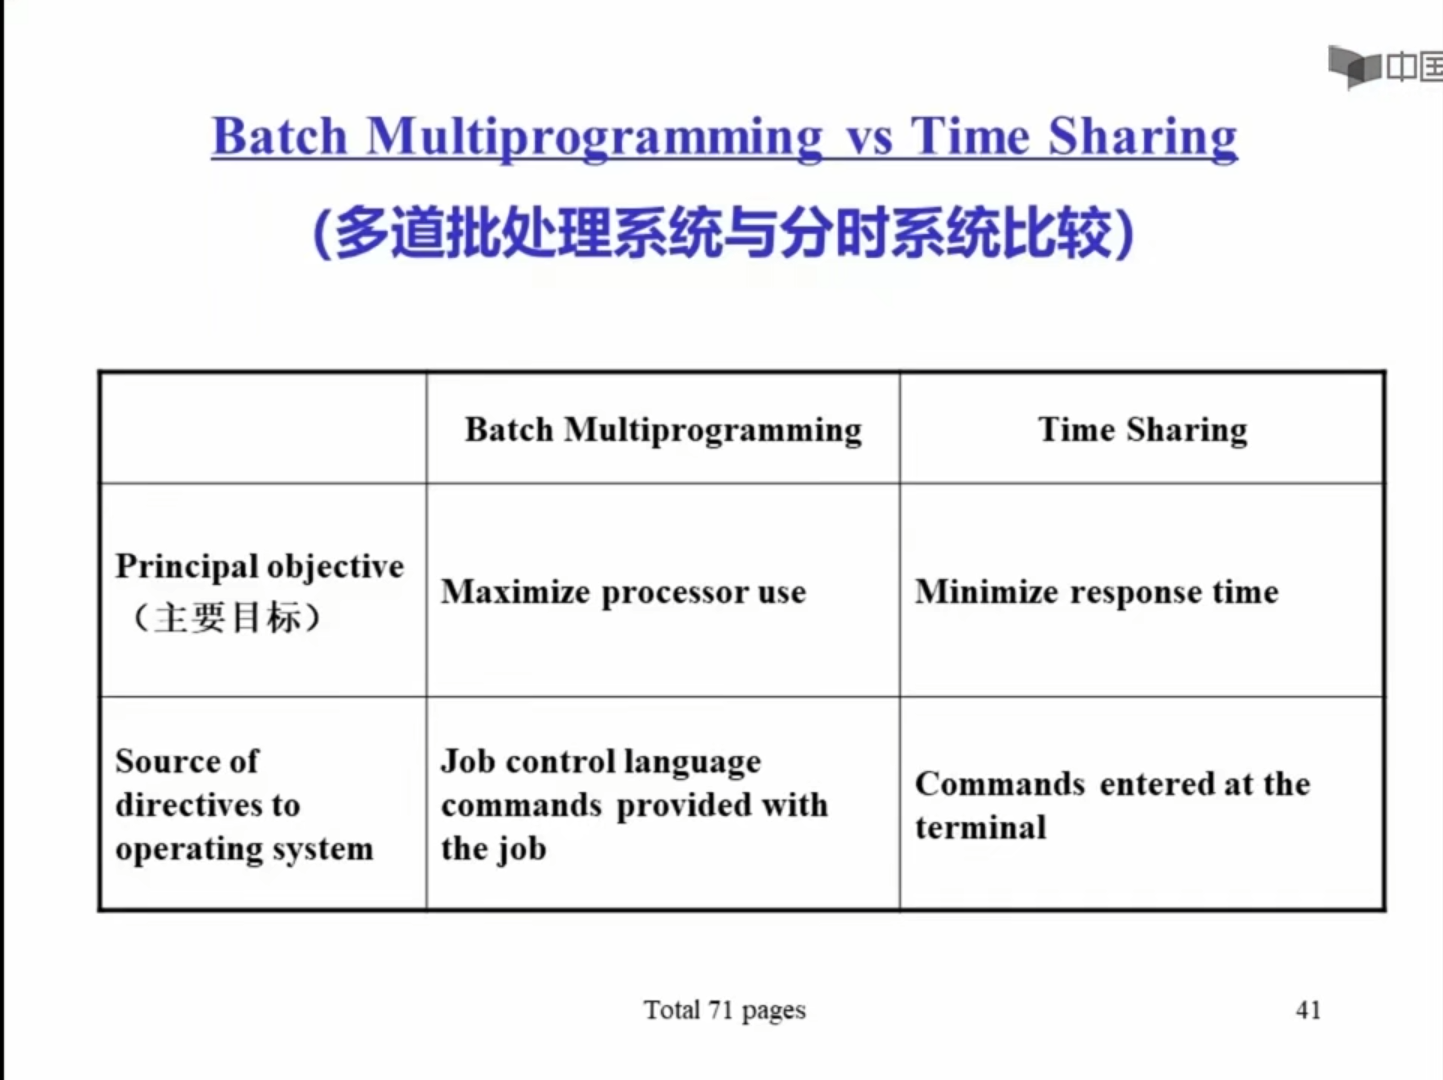 中国
Batch Multiprogramming vs Time Sharing
(多道批处理系统与分时系统比较)
Batch Multiprogramming
Time Sharing
Principal objective
（主要目标）
Maximize processor use
Minimize response time
Source of
directives to
operating system
Job control language
commands provided with
the job
Commands entered at the
terminal
Total 71 pages
41